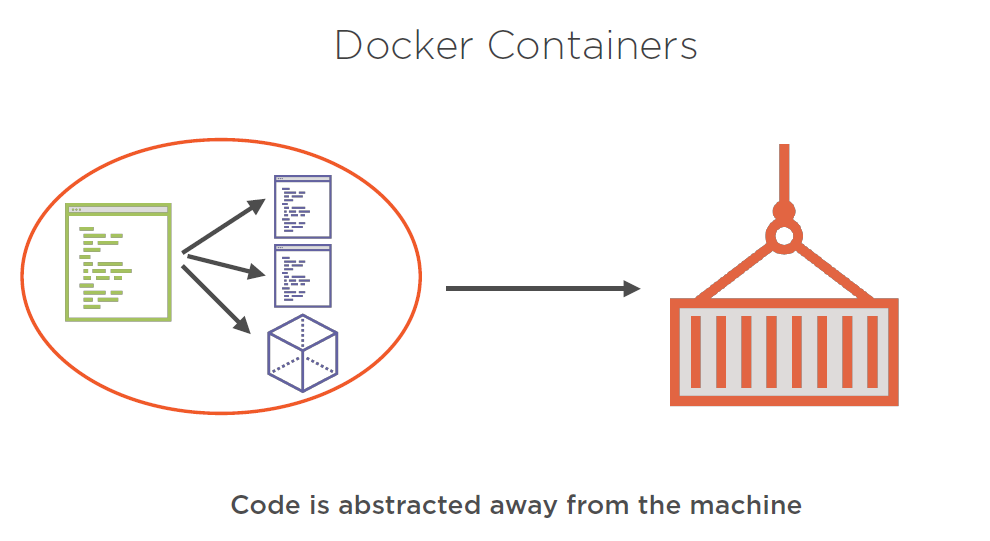 Docker Containers
Code is abstracted away from the machine